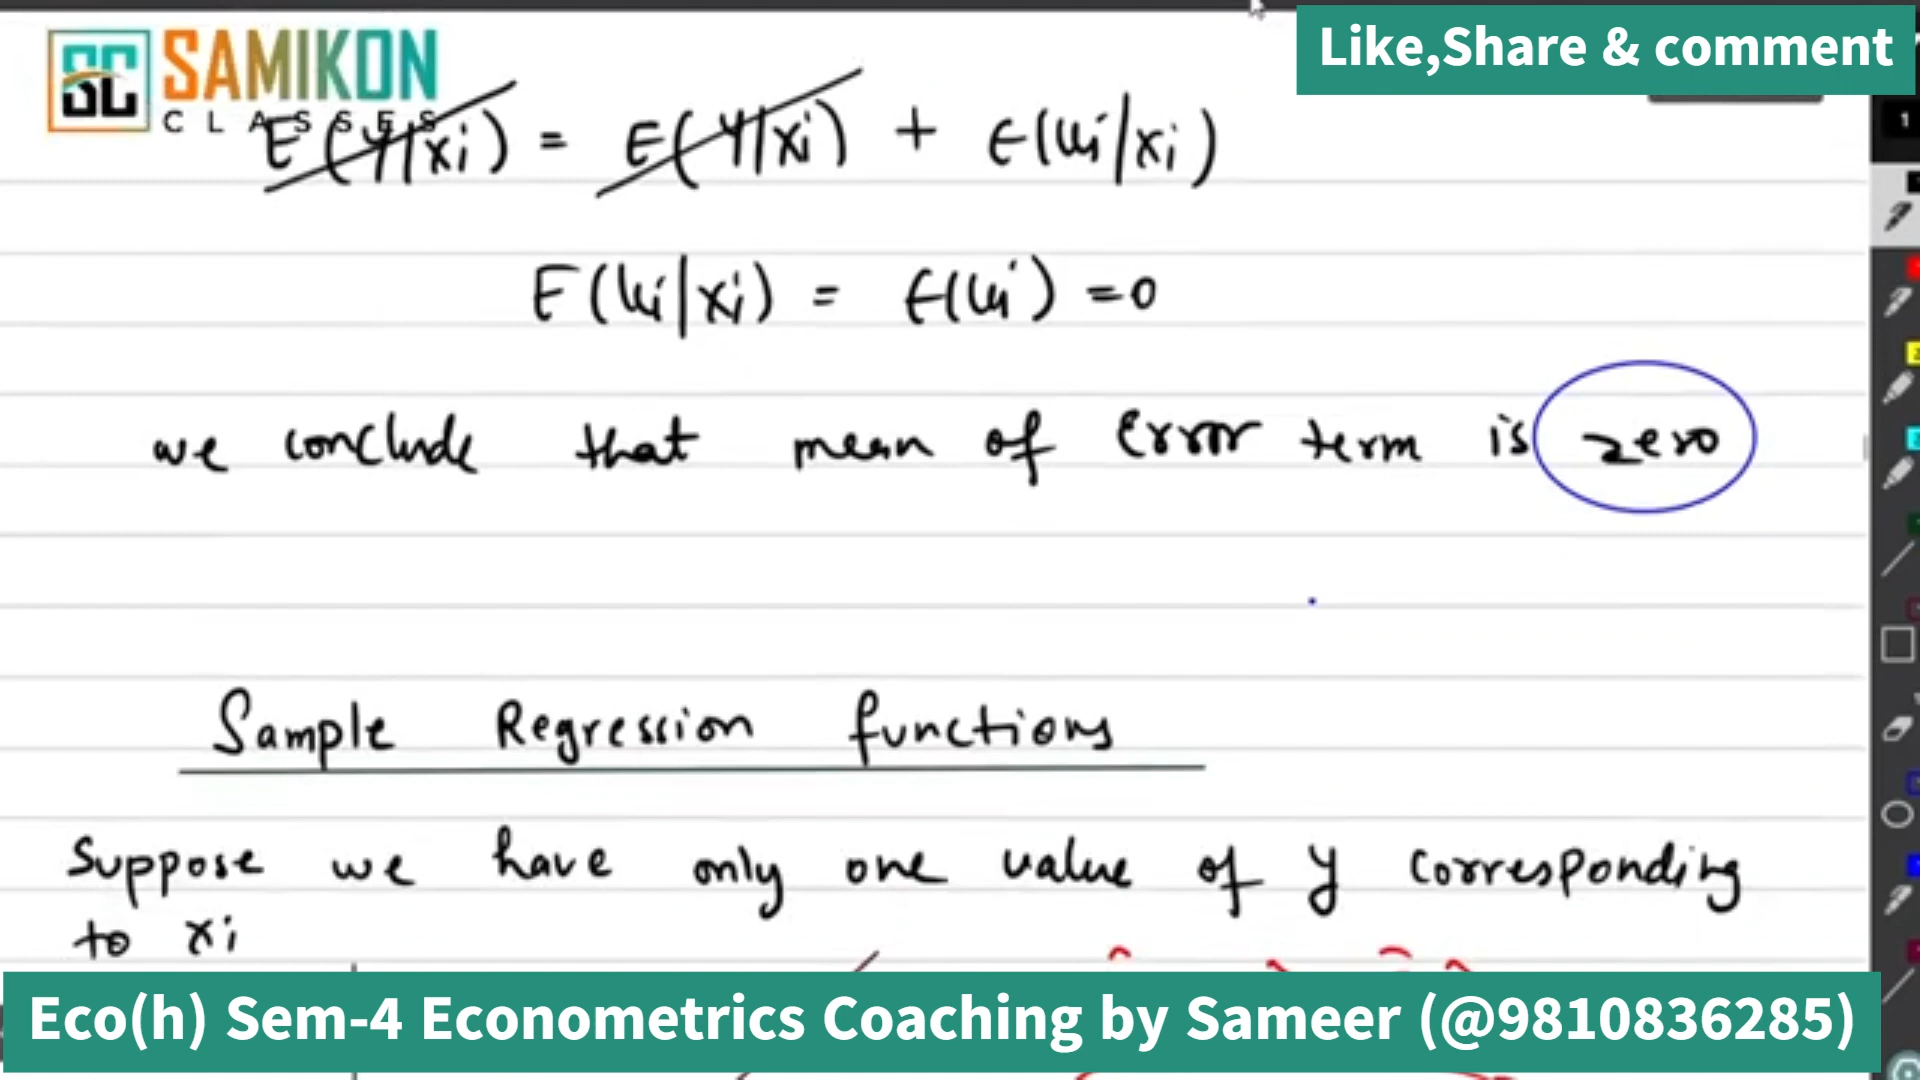 SC SAMIKON
CLASSES
Like,Share & comment
E(Y|xi) = E(Y|xi) + E(ui|xi)
E(ui|xi) = E(ui) =0
we conclude that mean of Error term is zero
Sample Regression functions
Suppose we have only one value of y corresponding
to xi
Eco(h) Sem-4 Econometrics Coaching by Sameer (@9810836285)